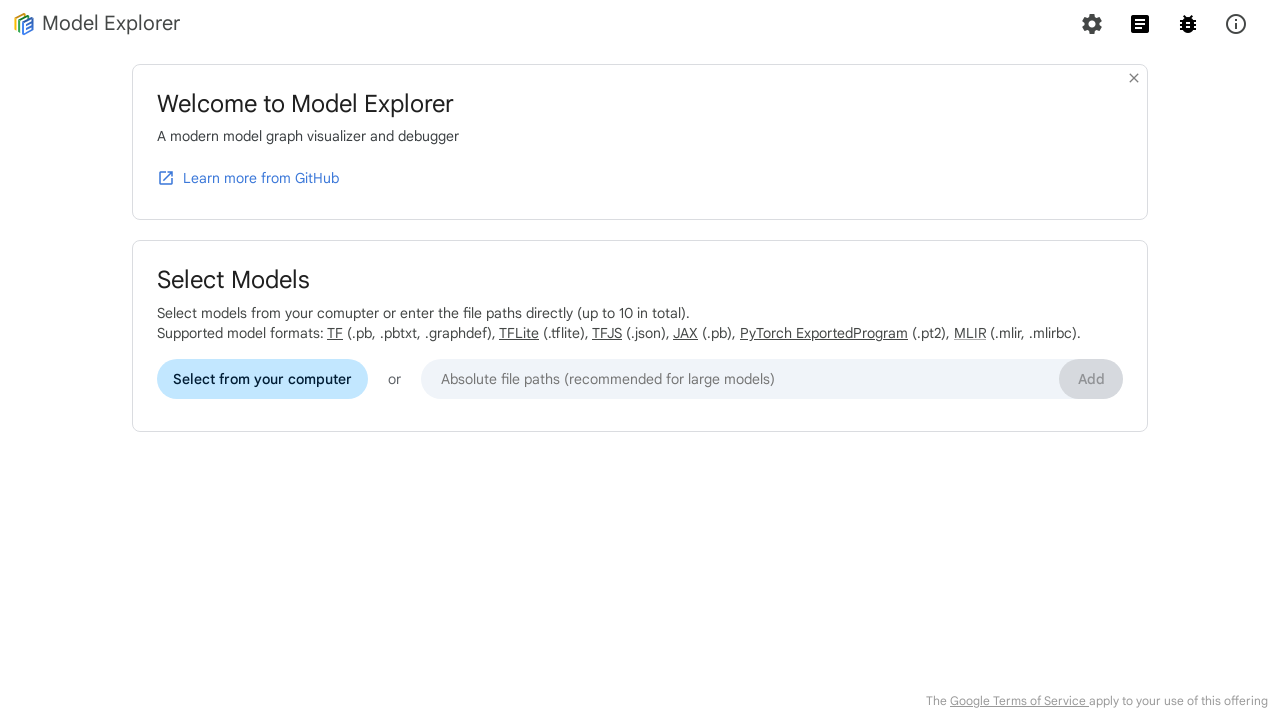 Model Explorer
Welcome to Model Explorer
A modern model graph visualizer and debugger
Learn more from GitHub
Select Models
Select models from your comupter or enter the file paths directly (up to 10 in total).
Supported model formats: TF (.pb, .pbtxt, .graphdef), TFLite (.tflite), TFJS (.json), JAX (.pb), PyTorch ExportedProgram (.pt2), MLIR (.mlir, .mlirbc).
Select from your computer or Absolute file paths (recommended for large models) Add
The Google Terms of Service apply to your use of this offering